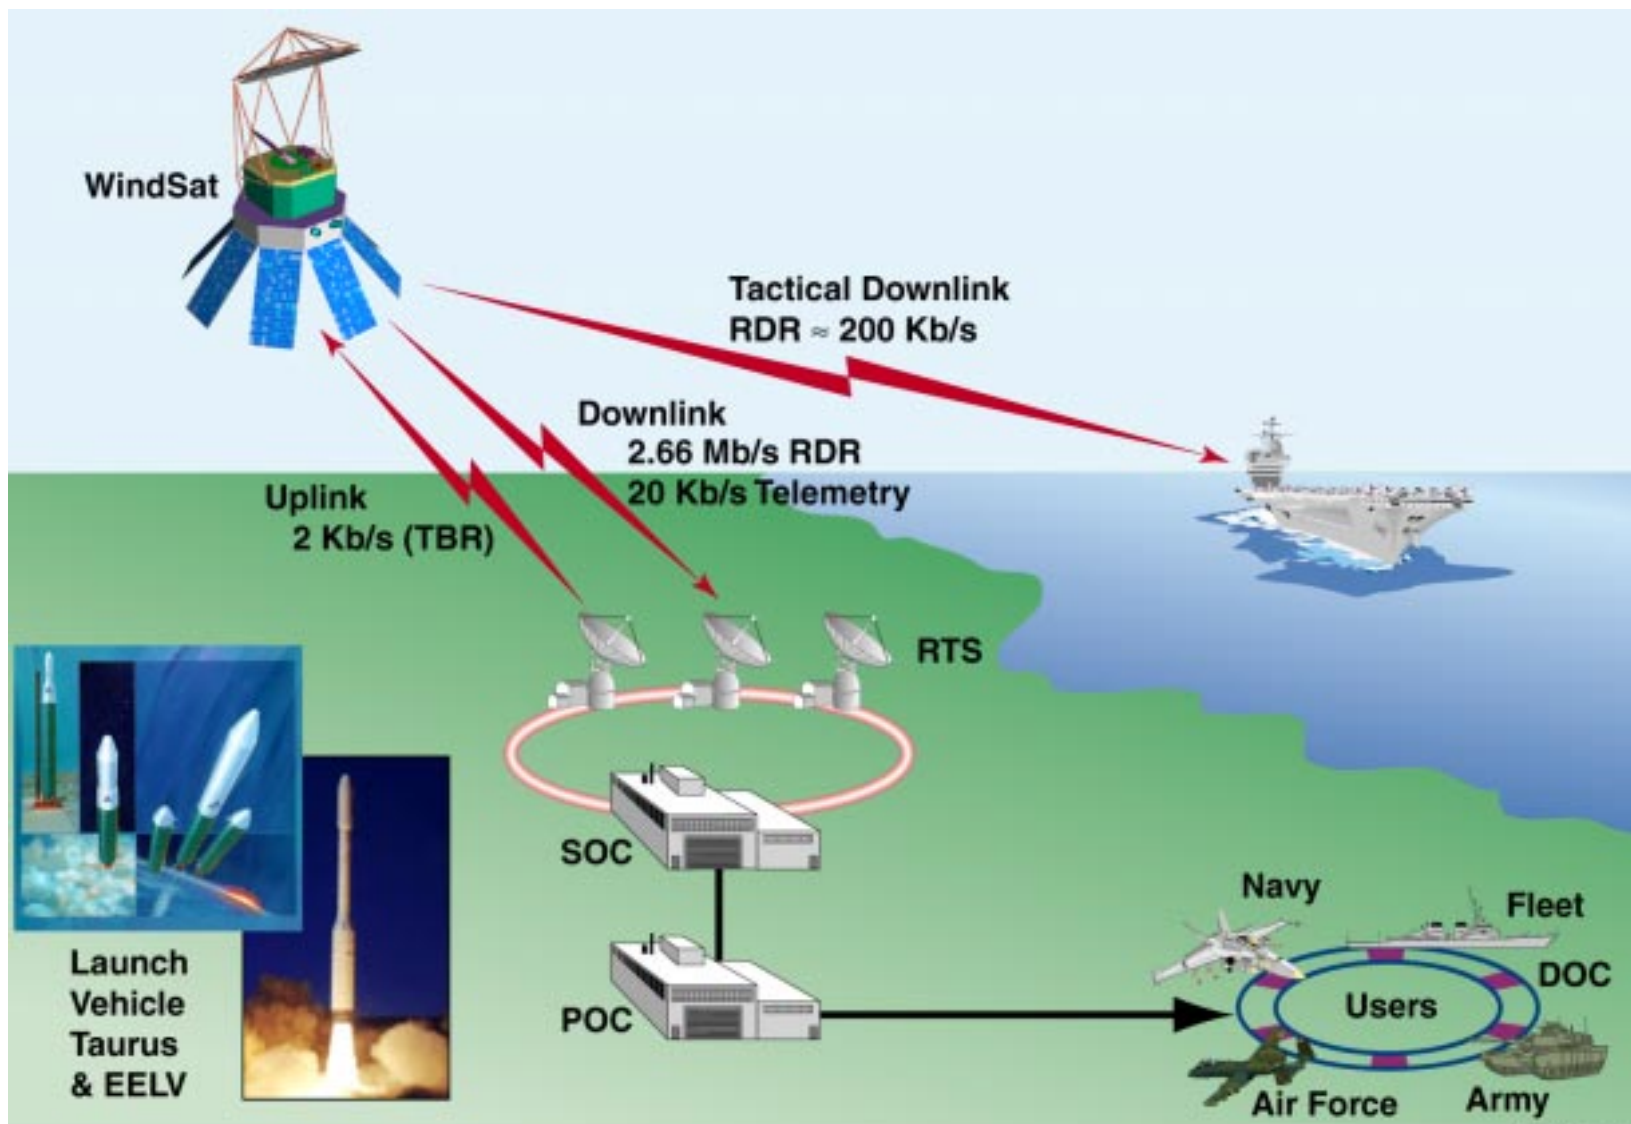 WindSat
Tactical Downlink
RDR ≈ 200 Kb/s
Downlink
2.66 Mb/s RDR
20 Kb/s Telemetry
Uplink
2 Kb/s (TBR)
RTS
SOC
POC
Launch
Vehicle
Taurus
& EELV
Navy
Fleet
DOC
Users
Air Force
Army